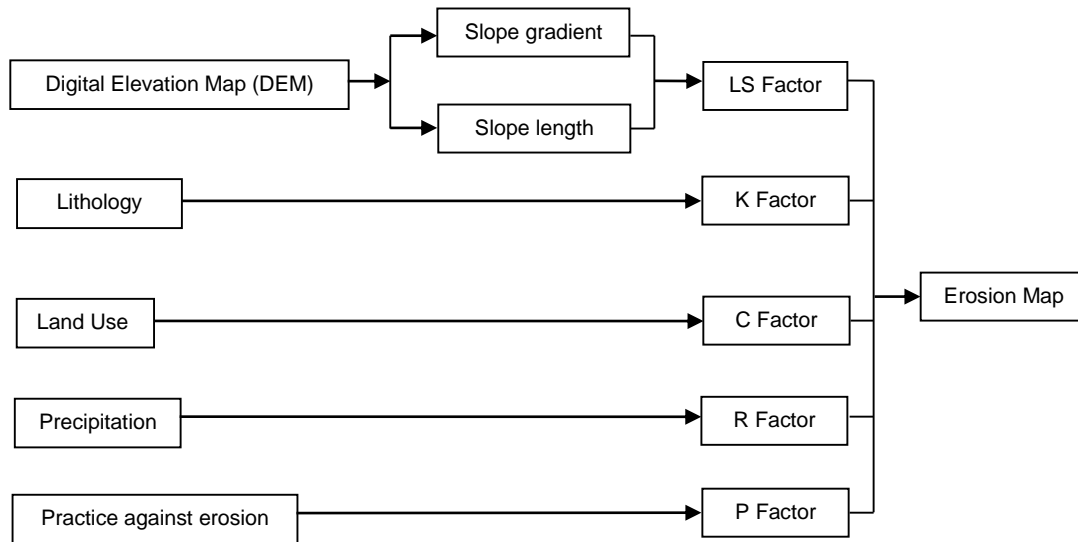 Slope gradient
Digital Elevation Map (DEM)
LS Factor
Slope length
Lithology
K Factor
Erosion Map
Land Use
C Factor
Precipitation
R Factor
Practice against erosion
P Factor